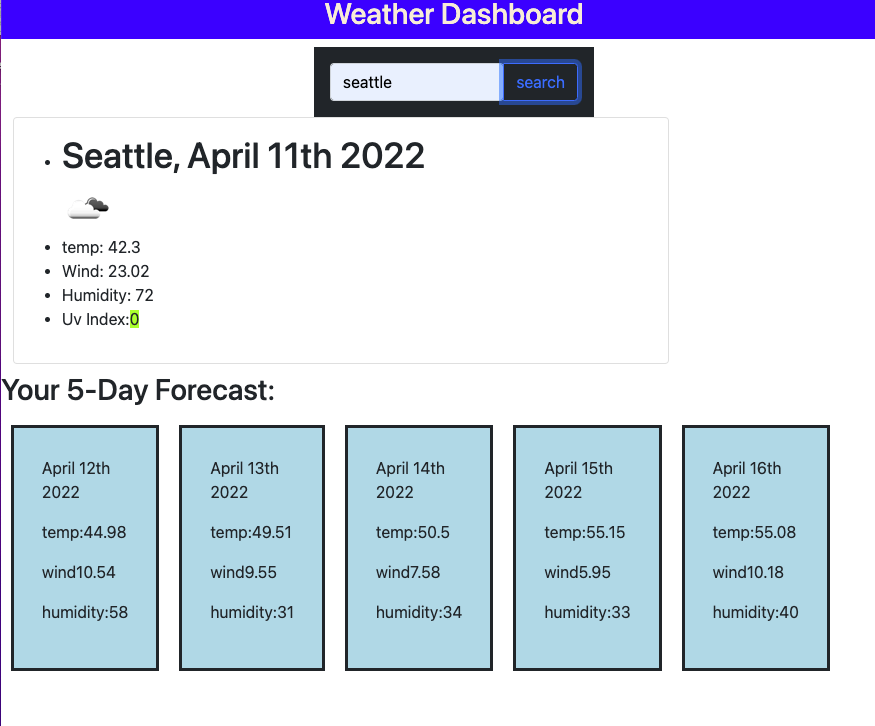 Weather Dashboard
seattle
search
Seattle, April 11th 2022
temp: 42.3
Wind: 23.02
Humidity: 72
Uv Index:0
Your 5-Day Forecast:
April 12th
2022
temp:44.98
wind10.54
humidity:58
April 13th
2022
temp:49.51
wind9.55
humidity:31
April 14th
2022
temp:50.5
wind7.58
humidity:34
April 15th
2022
temp:55.15
wind5.95
humidity:33
April 16th
2022
temp:55.08
wind10.18
humidity:40